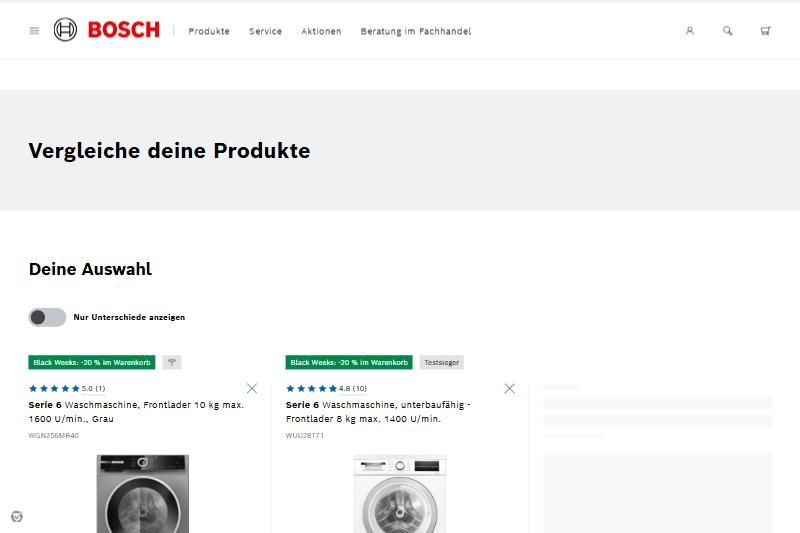 BOSCH
Produkte
Service
Aktionen
Beratung im Fachhandel
Vergleiche deine Produkte
Deine Auswahl
Nur Unterschiede anzeigen
Black Weeks: -20 % im Warenkorb
5.0 (1)
Serie 6 Waschmaschine, Frontlader 10 kg max.
1600 U/min., Grau
WGN256MR40
Black Weeks: -20 % im Warenkorb
Testsieger
4.8 (10)
Serie 6 Waschmaschine, unterbaufähig -
Frontlader 8 kg max. 1400 U/min.
WUU28T71